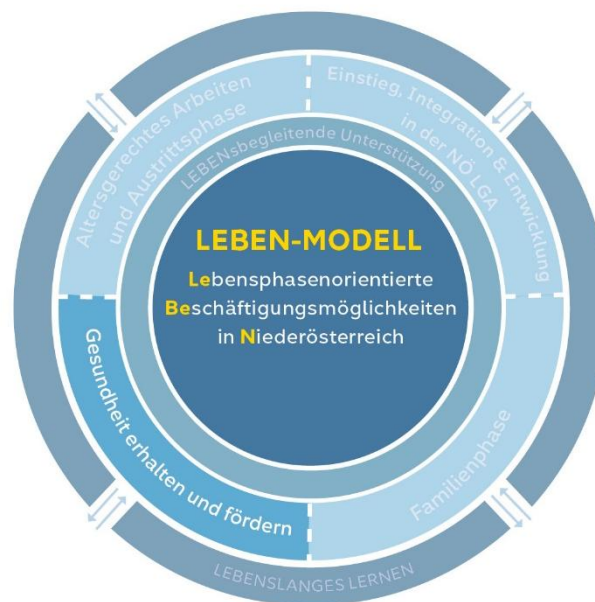 Altersgerechtes Arbeiten
und Austrittsphase
Einstieg, Integration & Entwicklung
in der NÖ LGA
LEBENsbegleitende Unterstützung
LEBEN-MODELL
Lebensphasenorientierte
Beschäftigungsmöglichkeiten
in Niederösterreich
Gesundheit erhalten und fördern
Familienphase
LEBENSLANGES LERNEN